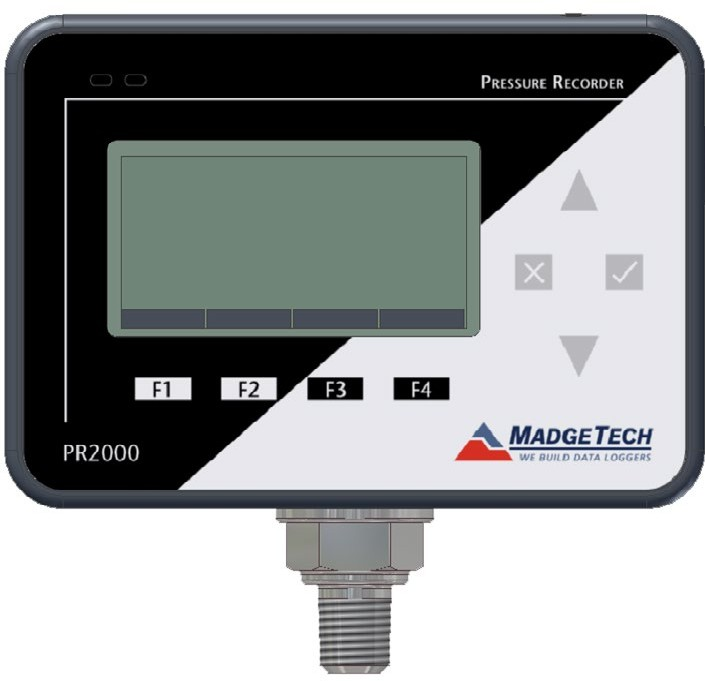 PRESSURE RECORDER
F1 F2 F3 F4
PR2000
MADGETECH
WE BUILD DATA LOGGERS